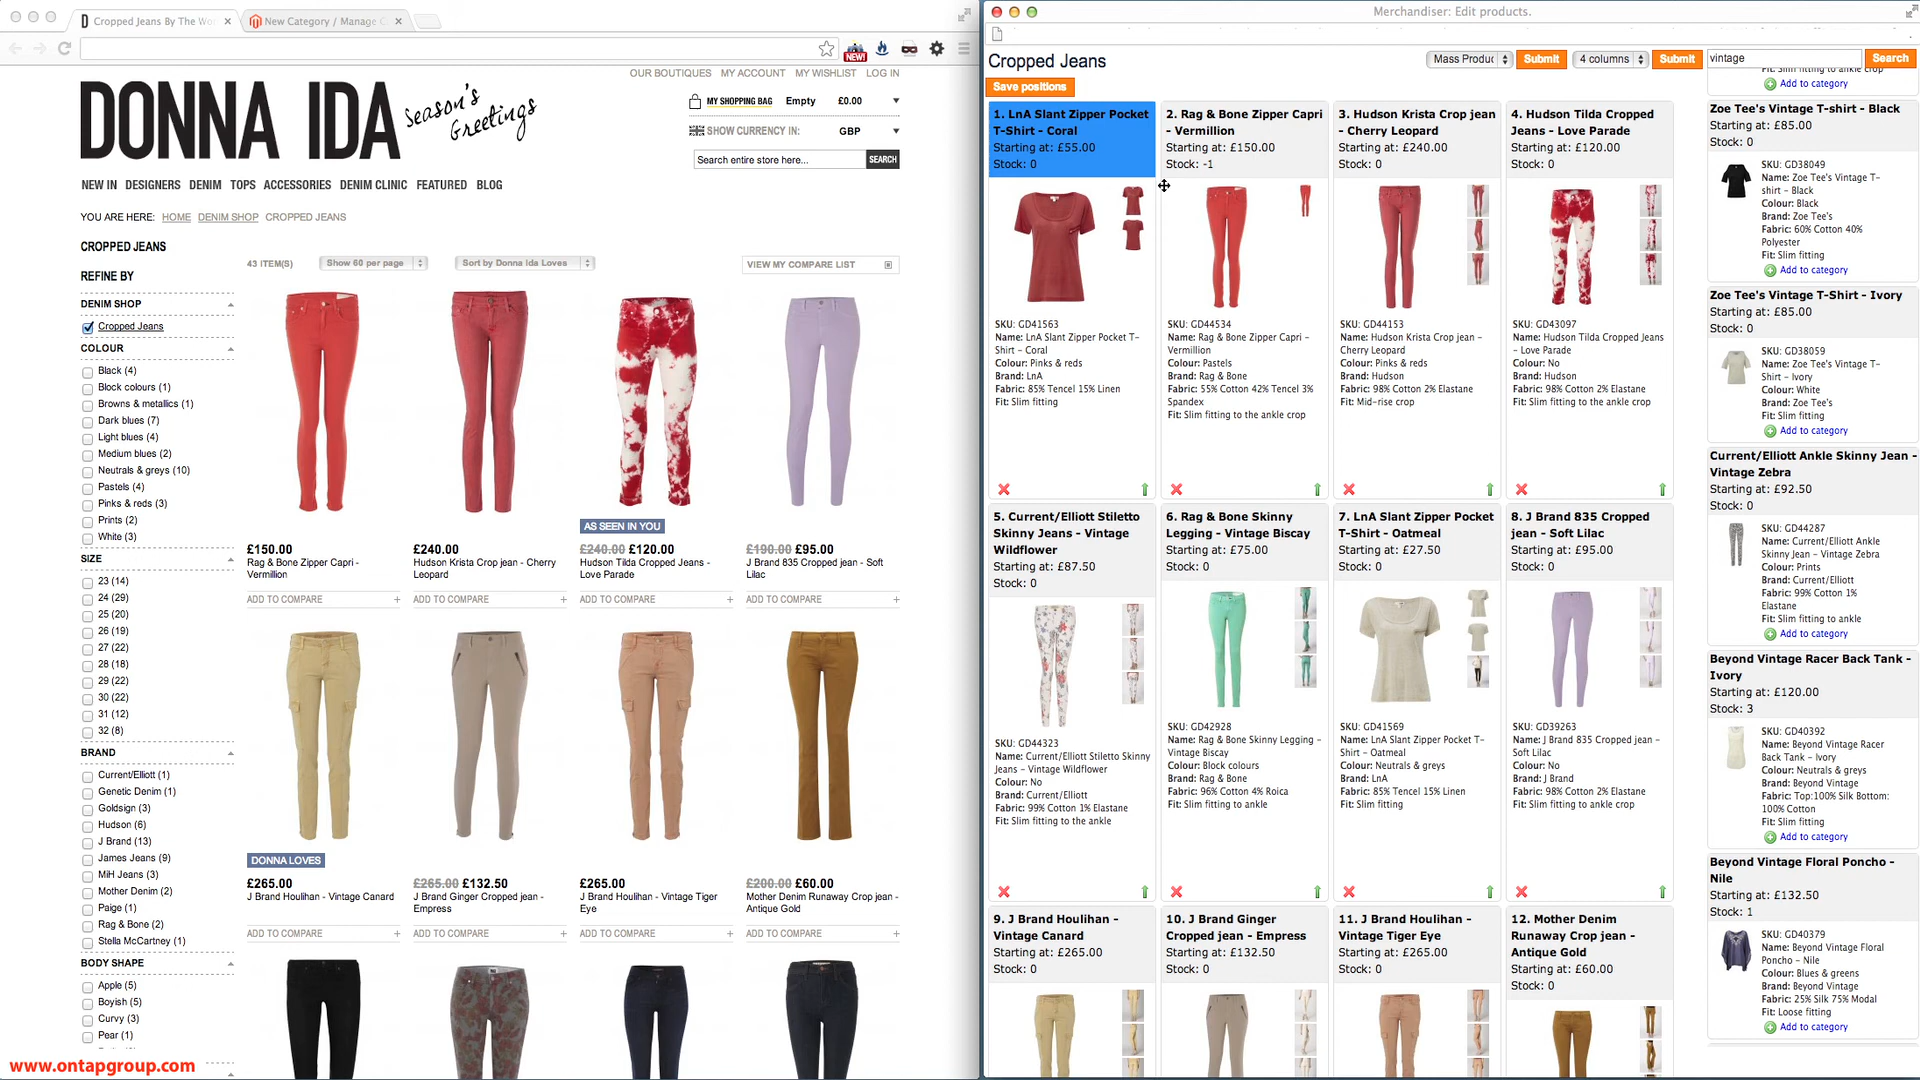 Cropped Jeans By The Wo
New Category / Manage C
NEW!
OUR BOUTIQUES MY ACCOUNT MY WISHLIST LOG IN
DONNA IDA
Season's Greetings
MY SHOPPING BAG Empty £0.00
SHOW CURRENCY IN: GBP
Search entire store here...
SEARCH
NEW IN DESIGNERS DENIM TOPS ACCESSORIES DENIM CLINIC FEATURED BLOG
YOU ARE HERE: HOME DENIM SHOP CROPPED JEANS
CROPPED JEANS
REFINE BY
DENIM SHOP
Cropped Jeans
COLOUR
Black (4)
Block colours (1)
Browns & metallics (1)
Dark blues (7)
Light blues (4)
Medium blues (2)
Neutrals & greys (10)
Pastels (4)
Pinks & reds (3)
Prints (2)
White (3)
SIZE
23 (14)
24 (29)
25 (20)
26 (19)
27 (22)
28 (18)
29 (22)
30 (22)
31 (12)
32 (8)
BRAND
Current/Elliott (1)
Genetic Denim (1)
Goldsign (3)
Hudson (6)
J Brand (13)
James Jeans (9)
MiH Jeans (3)
Mother Denim (2)
Paige (1)
Rag & Bone (2)
Stella McCartney (1)
BODY SHAPE
Apple (5)
Boyish (5)
Curvy (3)
Pear (1)
43 ITEM(S)
Show 60 per page
Sort by Donna Ida Loves
VIEW MY COMPARE LIST
£150.00
Rag & Bone Zipper Capri -
Vermillion
ADD TO COMPARE +
£240.00
Hudson Krista Crop jean - Cherry
Leopard
ADD TO COMPARE +
AS SEEN IN YOU
£240.00 £120.00
Hudson Tilda Cropped Jeans -
Love Parade
ADD TO COMPARE +
£190.00 £95.00
J Brand 835 Cropped jean - Soft
Lilac
ADD TO COMPARE +
DONNA LOVES
£265.00
J Brand Houlihan - Vintage Canard
ADD TO COMPARE +
£265.00 £132.50
J Brand Ginger Cropped jean -
Empress
ADD TO COMPARE +
£265.00
J Brand Houlihan - Vintage Tiger
Eye
ADD TO COMPARE +
£200.00 £60.00
Mother Denim Runaway Crop jean -
Antique Gold
ADD TO COMPARE +
www.ontapgroup.com
Merchandiser: Edit products.
Cropped Jeans
Mass Produc
Submit
4 columns
Submit
vintage
Search
Save positions
1. LnA Slant Zipper Pocket
T-Shirt - Coral
Starting at: £55.00
Stock: 0
SKU: GD41563
Name: LnA Slant Zipper Pocket T-
Shirt - Coral
Colour: Pinks & reds
Brand: LnA
Fabric: 85% Tencel 15% Linen
Fit: Slim fitting
2. Rag & Bone Zipper Capri
- Vermillion
Starting at: £150.00
Stock: -1
SKU: GD44534
Name: Rag & Bone Zipper Capri -
Vermillion
Colour: Pastels
Brand: Rag & Bone
Fabric: 55% Cotton 42% Tencel 3%
Spandex
Fit: Slim fitting to the ankle crop
3. Hudson Krista Crop jean
- Cherry Leopard
Starting at: £240.00
Stock: 0
SKU: GD44153
Name: Hudson Krista Crop jean -
Cherry Leopard
Colour: Pinks & reds
Brand: Hudson
Fabric: 98% Cotton 2% Elastane
Fit: Mid-rise crop
4. Hudson Tilda Cropped
Jeans - Love Parade
Starting at: £120.00
Stock: 0
SKU: GD43097
Name: Hudson Tilda Cropped Jeans
- Love Parade
Colour: No
Brand: Hudson
Fabric: 98% Cotton 2% Elastane
Fit: Slim fitting to the ankle crop
5. Current/Elliott Stiletto
Skinny Jeans - Vintage
Wildflower
Starting at: £87.50
Stock: 0
SKU: GD44323
Name: Current/Elliott Stiletto Skinny
Jeans - Vintage Wildflower
Colour: No
Brand: Current/Elliott
Fabric: 99% Cotton 1% Elastane
Fit: Slim fitting to the ankle
6. Rag & Bone Skinny
Legging - Vintage Biscay
Starting at: £75.00
Stock: 0
SKU: GD42928
Name: Rag & Bone Skinny Legging -
Vintage Biscay
Colour: Block colours
Brand: Rag & Bone
Fabric: 96% Cotton 4% Roica
Fit: Slim fitting to ankle
7. LnA Slant Zipper Pocket
T-Shirt - Oatmeal
Starting at: £27.50
Stock: 0
SKU: GD41569
Name: LnA Slant Zipper Pocket T-
Shirt - Oatmeal
Colour: Neutrals & greys
Brand: LnA
Fabric: 85% Tencel 15% Linen
Fit: Slim fitting
8. J Brand 835 Cropped
jean - Soft Lilac
Starting at: £95.00
Stock: 0
SKU: GD39263
Name: J Brand 835 Cropped jean -
Soft Lilac
Colour: No
Brand: J Brand
Fabric: 98% Cotton 2% Elastane
Fit: Slim fitting to ankle crop
9. J Brand Houlihan -
Vintage Canard
Starting at: £265.00
Stock: 0
10. J Brand Ginger
Cropped jean - Empress
Starting at: £132.50
Stock: 0
11. J Brand Houlihan -
Vintage Tiger Eye
Starting at: £265.00
Stock: 0
12. Mother Denim
Runaway Crop jean -
Antique Gold
Starting at: £60.00
Stock: 0
Fit: Slim fitting to ankle crop
Add to category
Zoe Tee's Vintage T-shirt - Black
Starting at: £85.00
Stock: 0
SKU: GD38049
Name: Zoe Tee's Vintage T-
shirt - Black
Colour: Black
Brand: Zoe Tee's
Fabric: 60% Cotton 40%
Polyester
Fit: Slim fitting
Add to category
Zoe Tee's Vintage T-Shirt - Ivory
Starting at: £85.00
Stock: 0
SKU: GD38059
Name: Zoe Tee's Vintage T-
Shirt - Ivory
Colour: White
Brand: Zoe Tee's
Fit: Slim fitting
Add to category
Current/Elliott Ankle Skinny Jean -
Vintage Zebra
Starting at: £92.50
Stock: 0
SKU: GD44287
Name: Current/Elliott Ankle
Skinny Jean - Vintage Zebra
Colour: Prints
Brand: Current/Elliott
Fabric: 99% Cotton 1%
Elastane
Fit: Slim fitting to ankle
Add to category
Beyond Vintage Racer Back Tank -
Ivory
Starting at: £120.00
Stock: 3
SKU: GD40392
Name: Beyond Vintage Racer
Back Tank - Ivory
Colour: Neutrals & greys
Brand: Beyond Vintage
Fabric: Top:100% Silk Bottom:
100% Cotton
Fit: Slim fitting
Add to category
Beyond Vintage Floral Poncho -
Nile
Starting at: £132.50
Stock: 1
SKU: GD40379
Name: Beyond Vintage Floral
Poncho - Nile
Colour: Blues & greens
Brand: Beyond Vintage
Fabric: 25% Silk 75% Modal
Fit: Loose fitting
Add to category